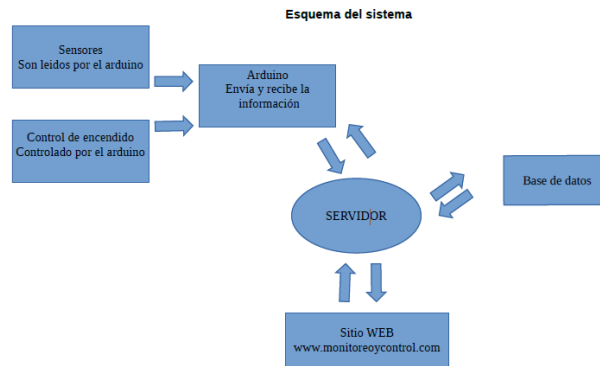 Esquema del sistema
Sensores
Son leidos por el arduino
Arduino
Envía y recibe la
información
Control de encendido
Controlado por el arduino
SERVIDOR
Base de datos
Sitio WEB
www.monitoreoycontrol.com